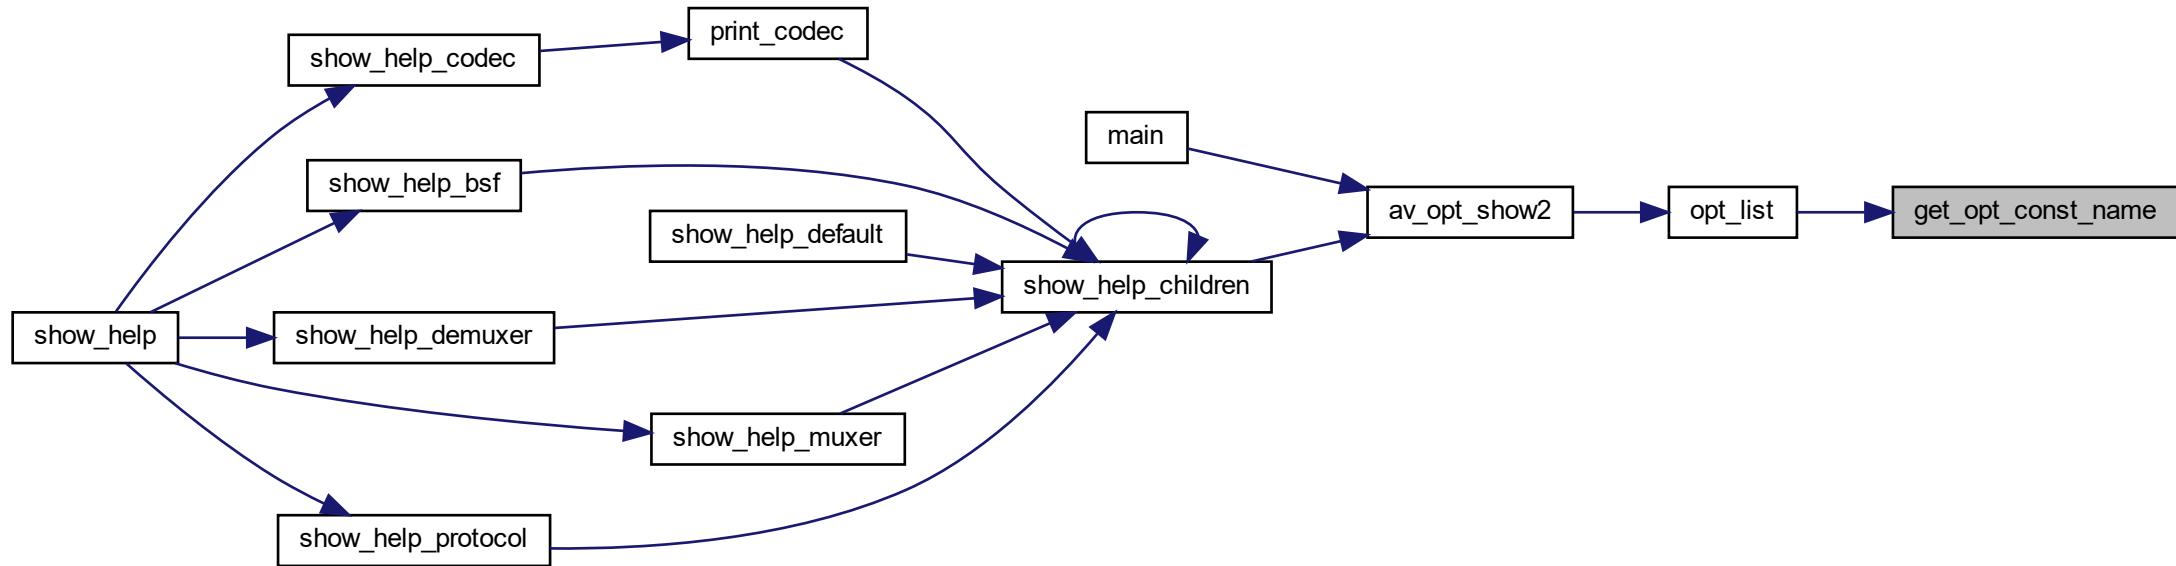 print_codec
show_help_codec
main
show_help_bsf
av_opt_show2
opt_list
get_opt_const_name
show_help_default
show_help_children
show_help
show_help_demuxer
show_help_muxer
show_help_protocol